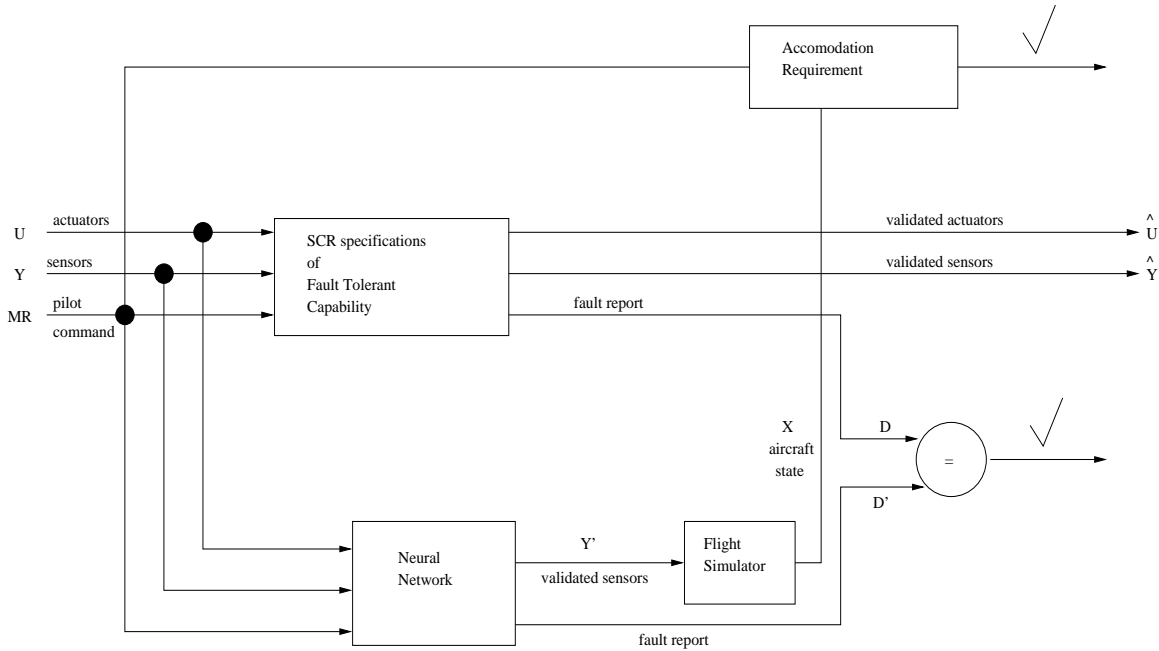 Accomodation
Requirement
actuators
U
validated actuators
^
U
SCR specifications
of
Fault Tolerant
Capability
sensors
Y
validated sensors
^
Y
pilot
MR
command
fault report
X
aircraft
state
D
=
D’
Neural
Network
Y’
validated sensors
Flight
Simulator
fault report